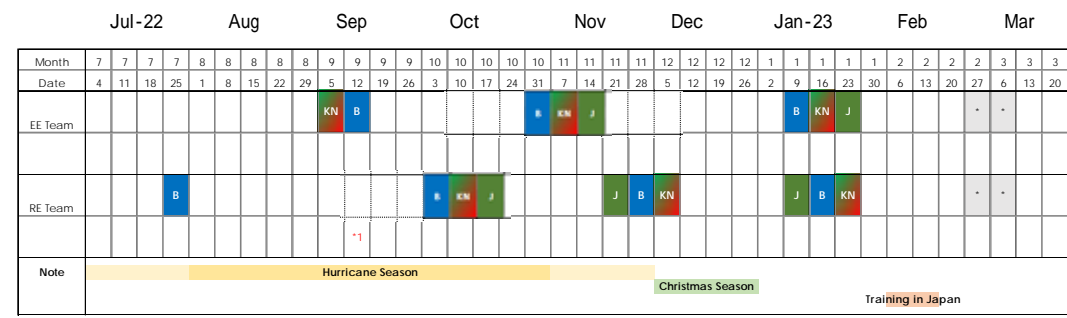 Jul-22 Aug Sep Oct Nov Dec Jan-23 Feb Mar
Month 7 7 7 7 8 8 8 8 8 9 9 9 9 10 10 10 10 10 11 11 11 11 12 12 12 12 1 1 1 1 1 2 2 2 2 3 3 3
Date 4 11 18 25 1 8 15 22 29 5 12 19 26 3 10 17 24 31 7 14 21 28 5 12 19 26 2 9 16 23 30 6 13 20 27 6 13 20
EE Team KN B B KN J B KN J * *
RE Team B B KN J J B KN J B KN * *
*1
Note Hurricane Season
Christmas Season
Training in Japan